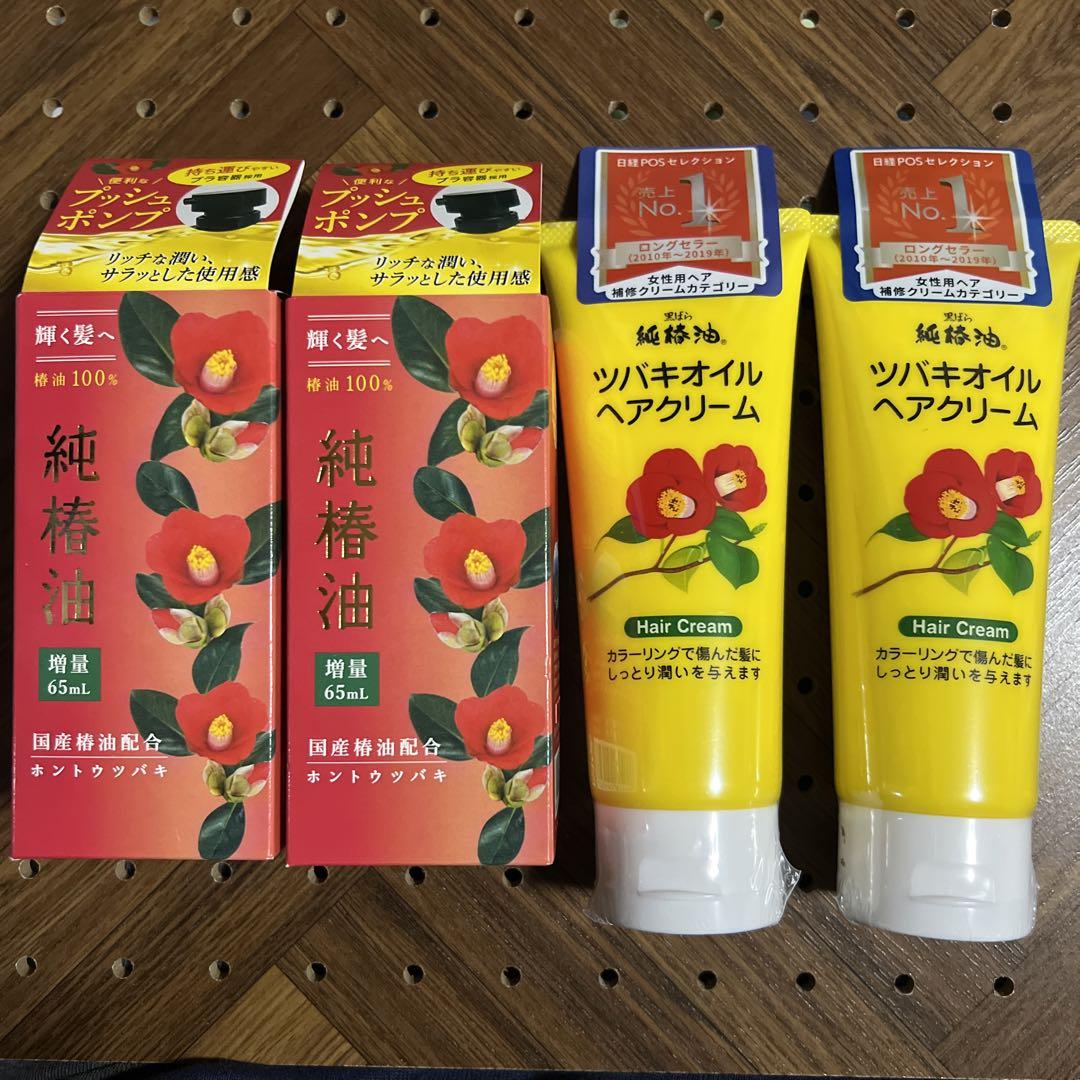 \ 便利な /
プッシュ
ポンプ
持ち運びやすい
プラ容器採用
リッチな潤い、
サラッとした使用感
輝く髪へ
椿油100%
純椿油
増量
65mL
国産椿油配合
ホントウツバキ
\ 便利な /
プッシュ
ポンプ
持ち運びやすい
プラ容器採用
リッチな潤い、
サラッとした使用感
輝く髪へ
椿油100%
純椿油
増量
65mL
国産椿油配合
ホントウツバキ
日経POSセレクション
売上
No.1
ロングセラー
(2010年～2019年)
女性用ヘア
補修クリームカテゴリー
黒ばら
純椿油®
ツバキオイル
ヘアクリーム
Hair Cream
カラーリングで傷んだ髪に
しっとり潤いを与えます
日経POSセレクション
売上
No.1
ロングセラー
(2010年～2019年)
女性用ヘア
補修クリームカテゴリー
黒ばら
純椿油®
ツバキオイル
ヘアクリーム
Hair Cream
カラーリングで傷んだ髪に
しっとり潤いを与えます